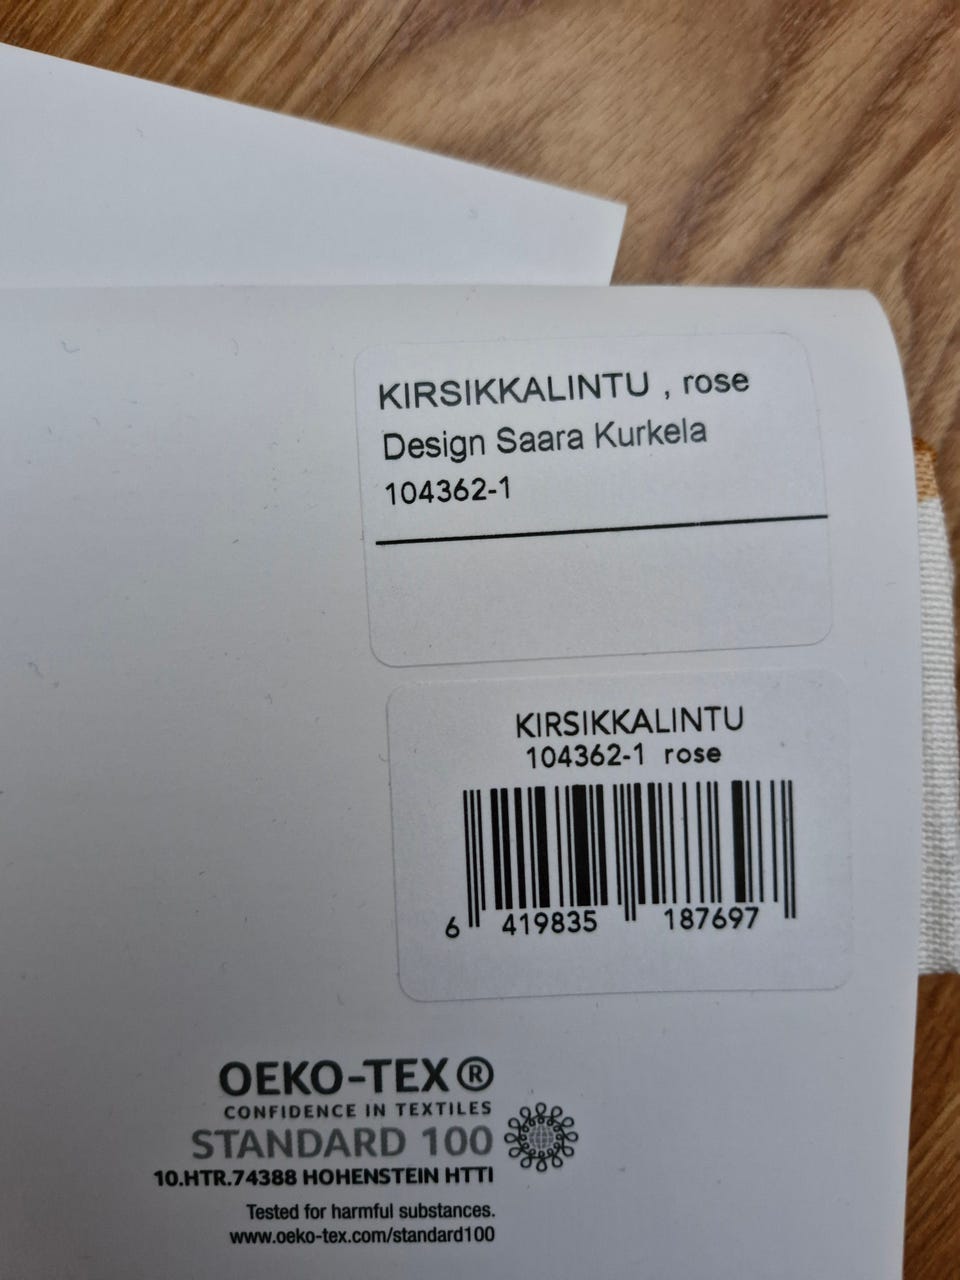 KIRSIKKALINTU , rose
Design Saara Kurkela
104362-1
KIRSIKKALINTU
104362-1 rose
6 419835 187697
OEKO-TEX®
CONFIDENCE IN TEXTILES
STANDARD 100
10.HTR.74388 HOHENSTEIN HTTI
Tested for harmful substances.
www.oeko-tex.com/standard100